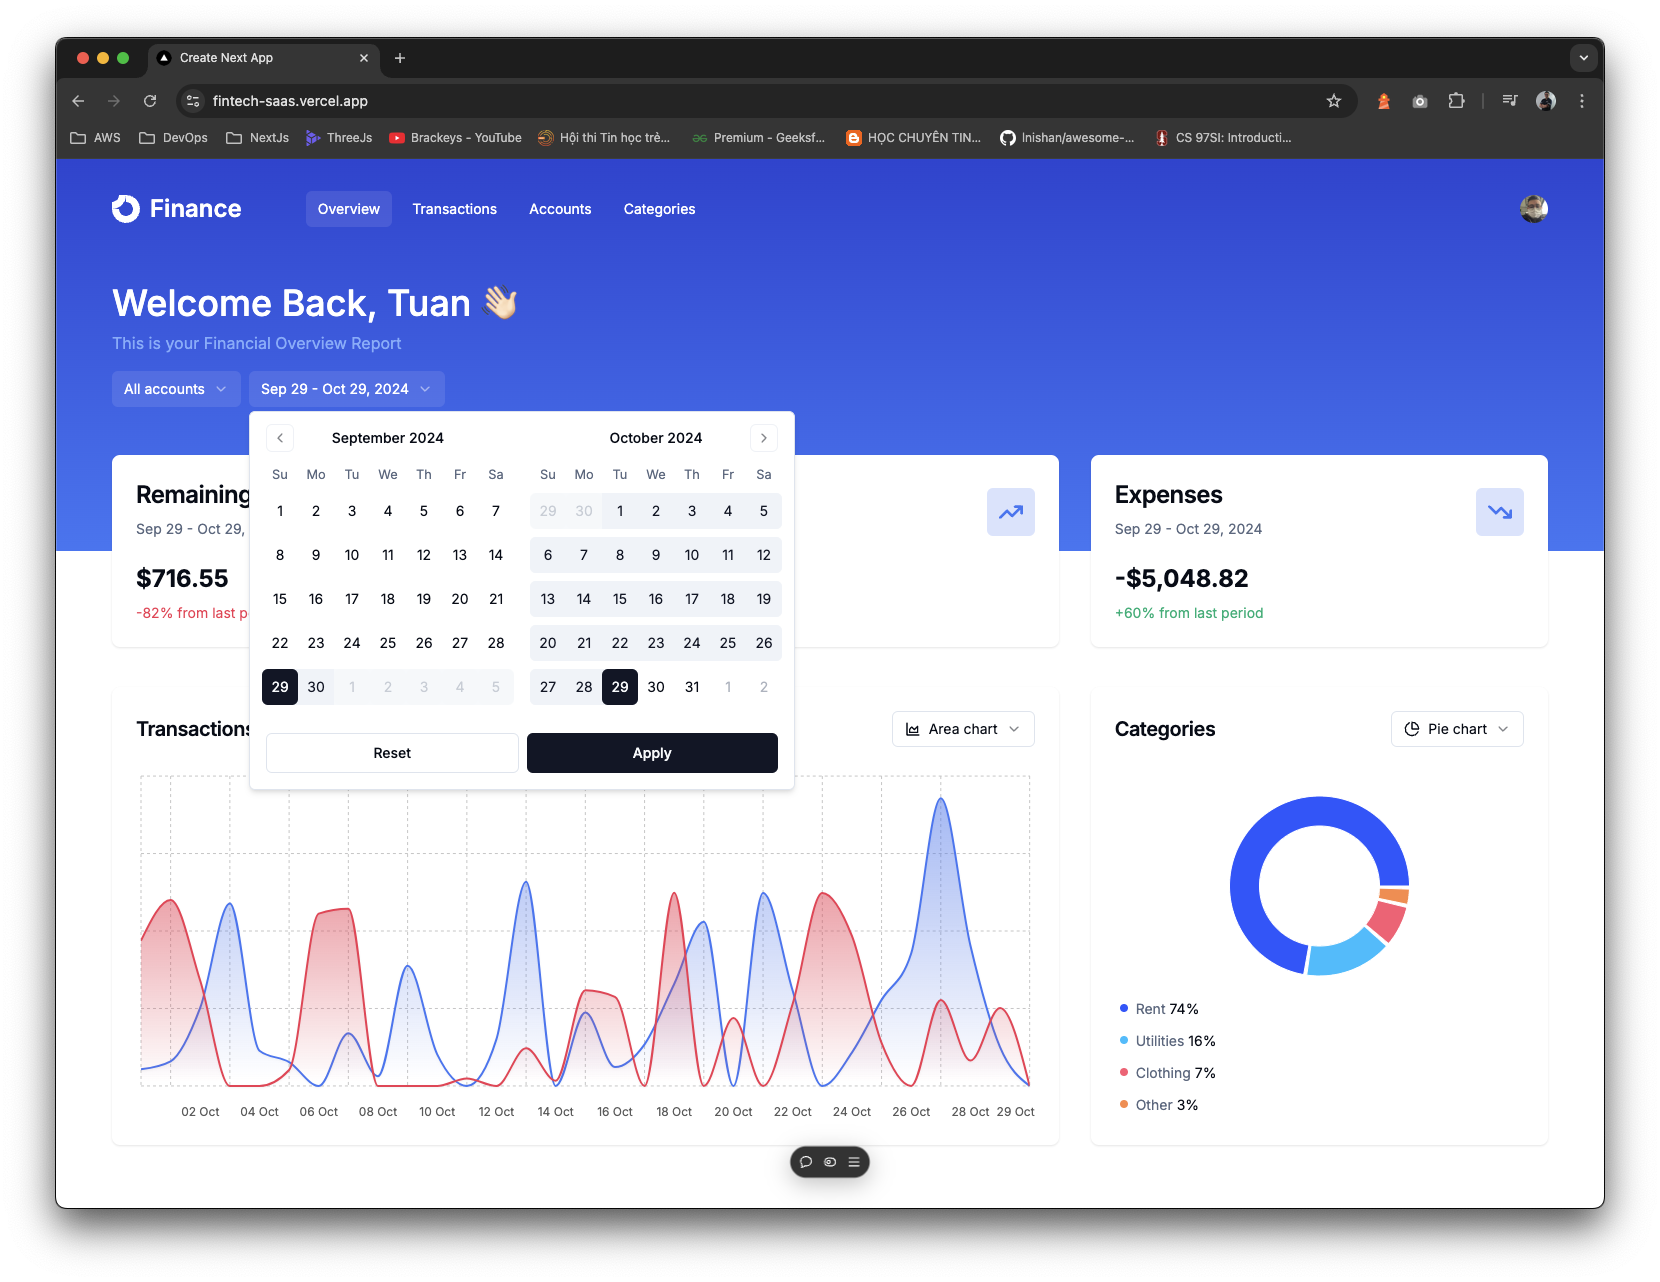 Create Next App
fintech-saas.vercel.app
AWS DevOps NextJs ThreeJs Brackeys - YouTube Hội thi Tin học trẻ... Premium - Geeksf... HỌC CHUYÊN TIN... Inishan/awesome-... CS 97SI: Introducti...
Finance Overview Transactions Accounts Categories
Welcome Back, Tuan 👋🏻
This is your Financial Overview Report
All accounts Sep 29 - Oct 29, 2024
September 2024
Su Mo Tu We Th Fr Sa
1 2 3 4 5 6 7
8 9 10 11 12 13 14
15 16 17 18 19 20 21
22 23 24 25 26 27 28
29 30 1 2 3 4 5
October 2024
Su Mo Tu We Th Fr Sa
29 30 1 2 3 4 5
6 7 8 9 10 11 12
13 14 15 16 17 18 19
20 21 22 23 24 25 26
27 28 29 30 31 1 2
Reset Apply
Remaining
Sep 29 - Oct 29,
$716.55
-82% from last p
Expenses
Sep 29 - Oct 29, 2024
-$5,048.82
+60% from last period
Transactions
Area chart
02 Oct 04 Oct 06 Oct 08 Oct 10 Oct 12 Oct 14 Oct 16 Oct 18 Oct 20 Oct 22 Oct 24 Oct 26 Oct 28 Oct 29 Oct
Categories
Pie chart
Rent 74%
Utilities 16%
Clothing 7%
Other 3%